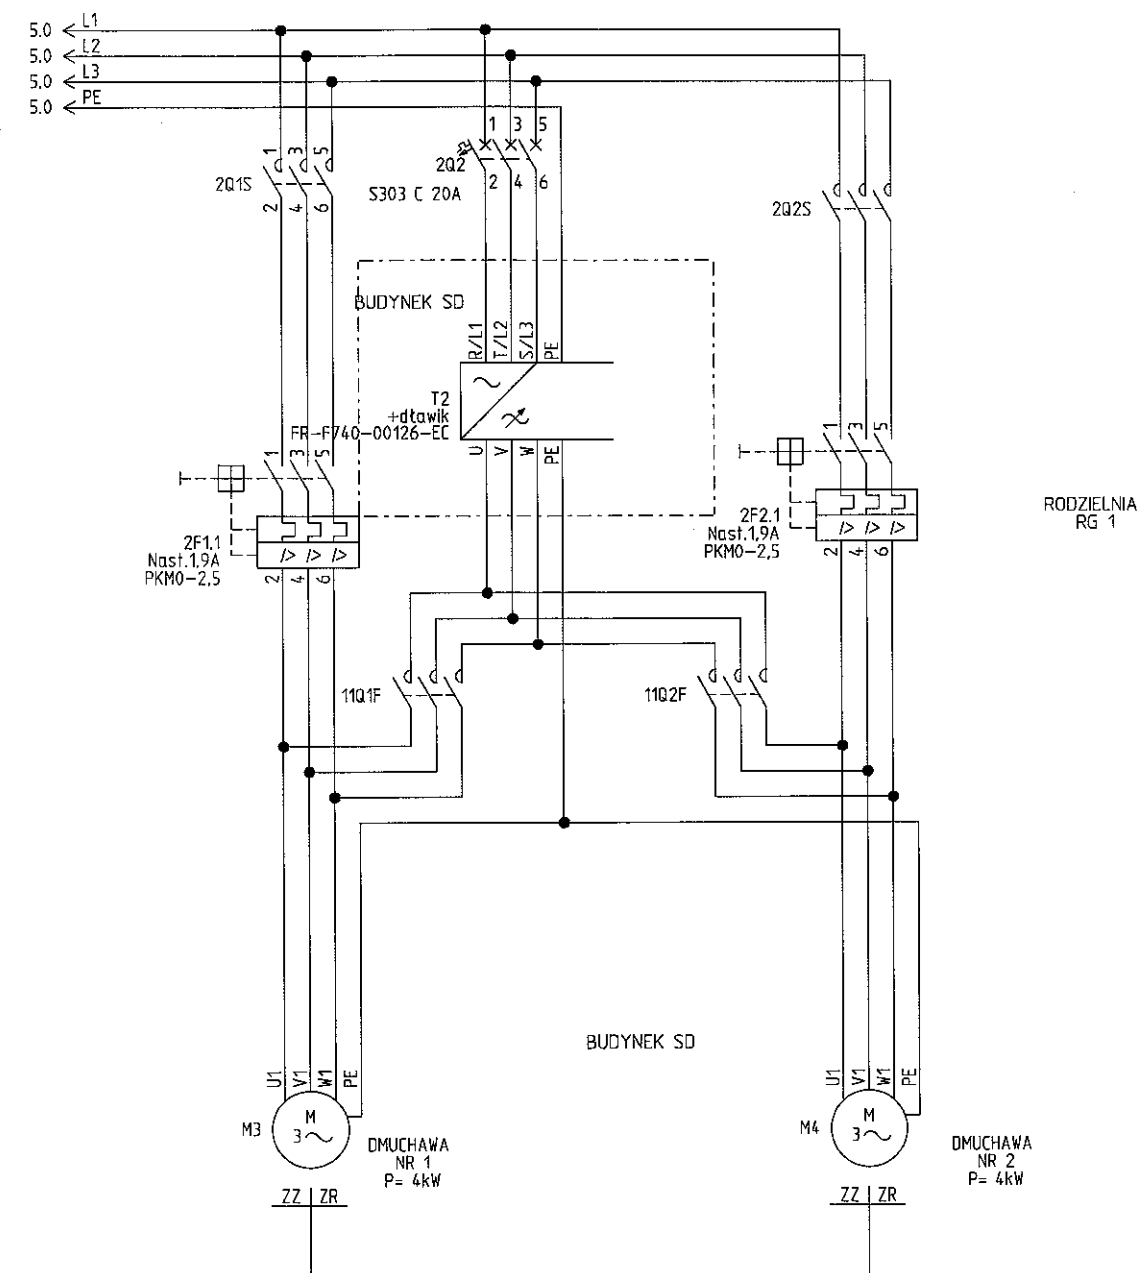 5.0 L1
5.0 L2
5.0 L3
5.0 PE
1 3 5
2Q1S
2 4 6
1 3 5
2Q2
2 4 6
S303 C 20A
2Q2S
BUDYNEK SD
R/L1 T/L2 S/L3 PE
T2
+dławik
FR-F740-00126-EC
U V W PE
1 3 5
2F1.1
Nast.1,9A
PKM0-2,5
2 4 6
1 3 5
2F2.1
Nast.1,9A
PKM0-2,5
2 4 6
RODZIELNIA
RG 1
11Q1F
11Q2F
BUDYNEK SD
U1 V1 W1 PE
M3
M
3
DMUCHAWA
NR 1
P= 4kW
ZZ ZR
U1 V1 W1 PE
M4
M
3
DMUCHAWA
NR 2
P= 4kW
ZZ ZR